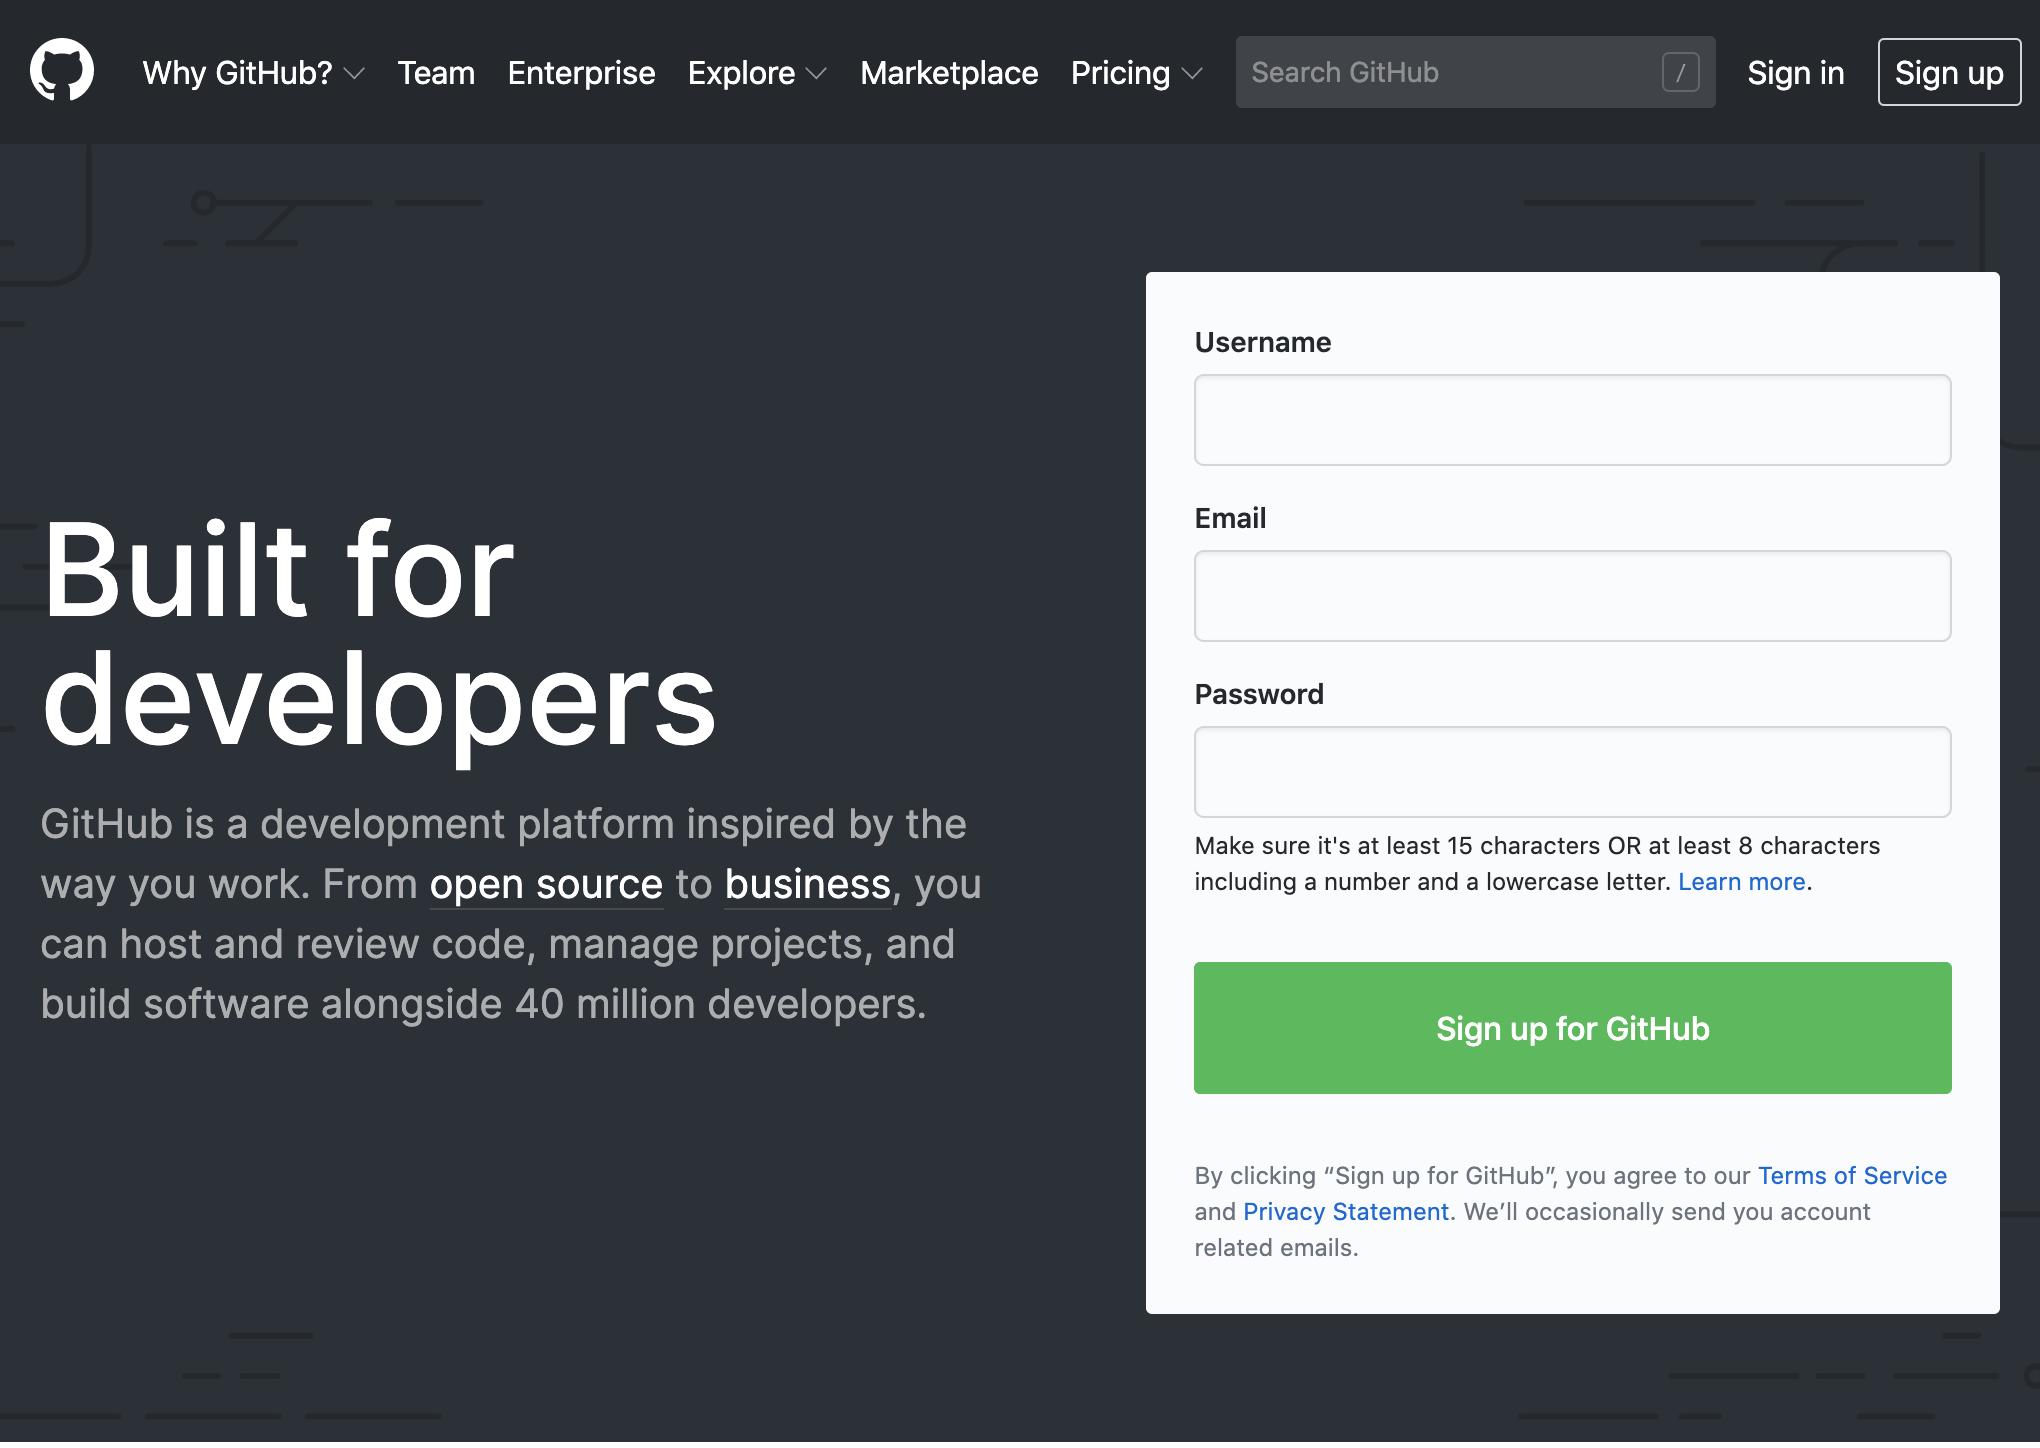 Why GitHub? Team Enterprise Explore Marketplace Pricing Search GitHub / Sign in Sign up
Built for
developers
GitHub is a development platform inspired by the
way you work. From open source to business, you
can host and review code, manage projects, and
build software alongside 40 million developers.
Username
Email
Password
Make sure it's at least 15 characters OR at least 8 characters
including a number and a lowercase letter. Learn more.
Sign up for GitHub
By clicking “Sign up for GitHub”, you agree to our Terms of Service
and Privacy Statement. We’ll occasionally send you account
related emails.